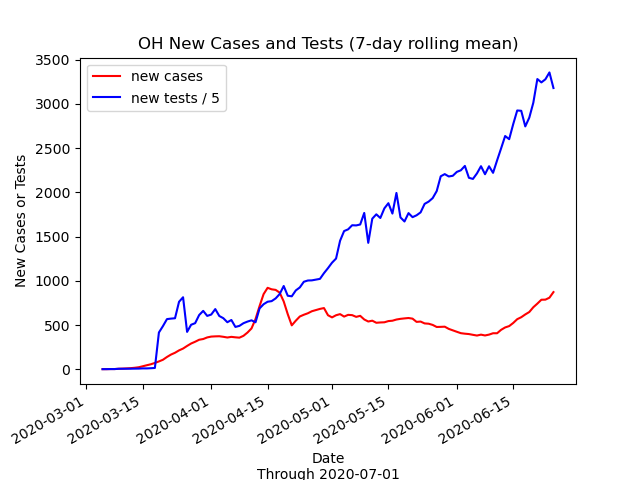 OH New Cases and Tests (7-day rolling mean)
new cases
new tests / 5
New Cases or Tests
3500
3000
2500
2000
1500
1000
500
0
2020-03-01
2020-03-15
2020-04-01
2020-04-15
2020-05-01
2020-05-15
2020-06-01
2020-06-15
Date
Through 2020-07-01